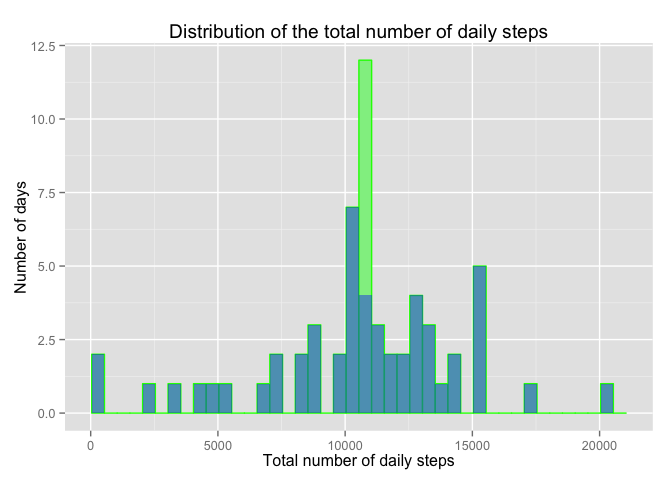 Distribution of the total number of daily steps
12.5
10.0
7.5
5.0
2.5
0.0
Number of days
0 5000 10000 15000 20000
Total number of daily steps